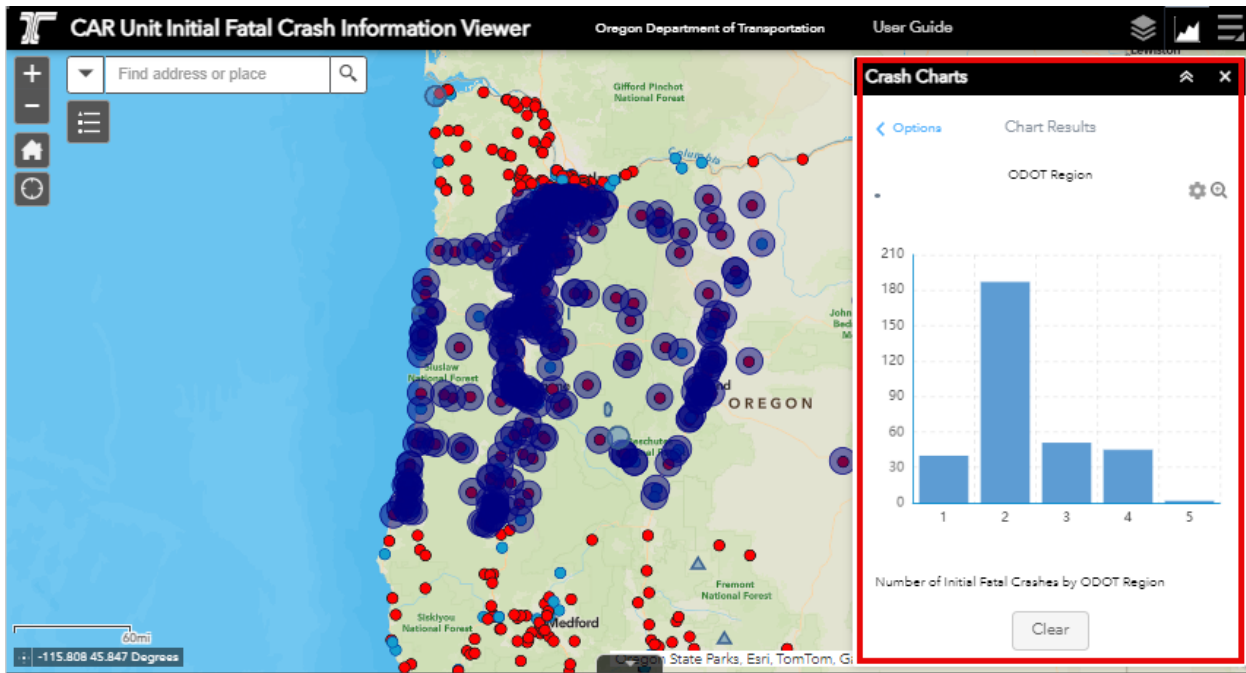 CAR Unit Initial Fatal Crash Information Viewer
Oregon Department of Transportation
User Guide
Lewiston
+
Find address or place
−
Crash Charts
Options
Chart Results
ODOT Region
210
180
150
120
90
60
30
0
1 2 3 4 5
Number of Initial Fatal Crashes by ODOT Region
Clear
Gifford Pinchot
National Forest
Columbia
Siuslaw
National Forest
OREGON
Fremont
National Forest
Siskiyou
National Forest
Medford
60mi
-115.808 45.847 Degrees
Oregon State Parks, Esri, TomTom, G